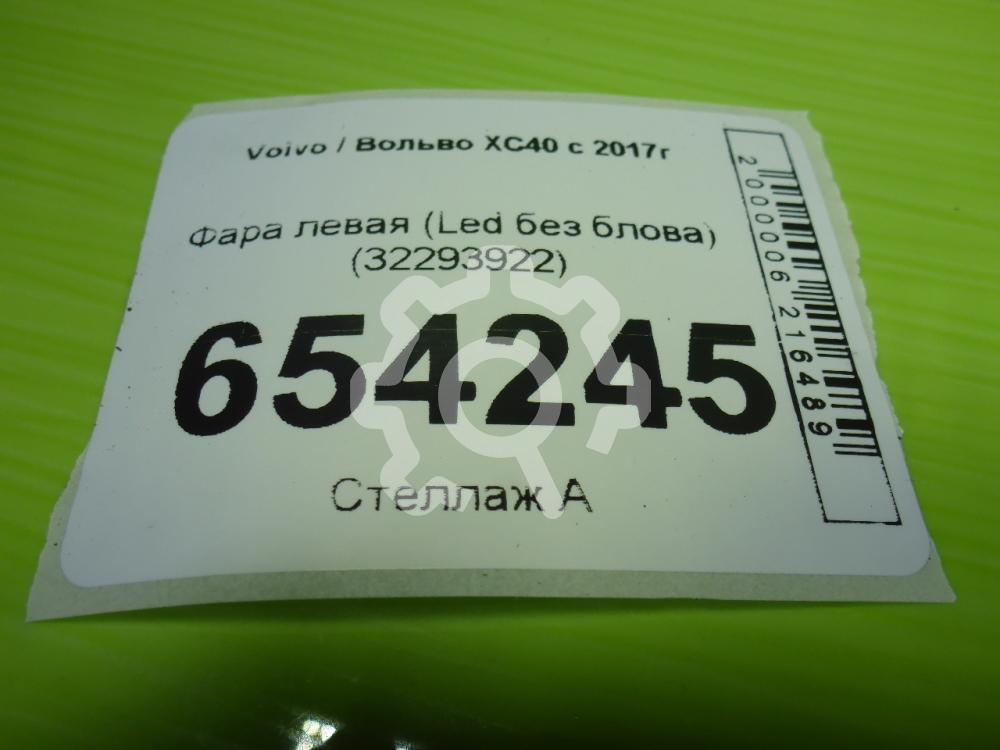 Volvo / Вольво XC40 с 2017г
Фара левая (Led без блова)
(32293922)
654245
Стеллаж А
2000006216489